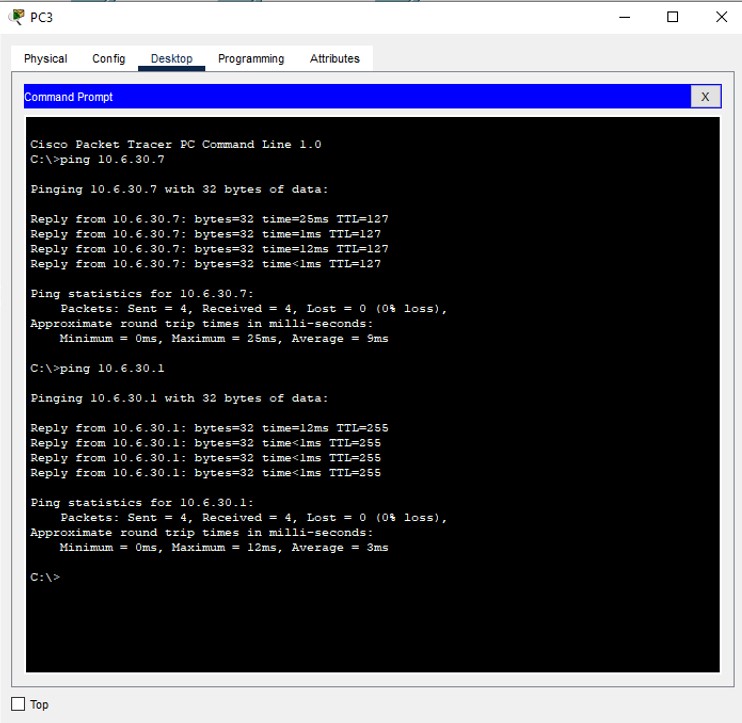 PC3
Physical Config Desktop Programming Attributes
Command Prompt X
Cisco Packet Tracer PC Command Line 1.0
C:\>ping 10.6.30.7
Pinging 10.6.30.7 with 32 bytes of data:
Reply from 10.6.30.7: bytes=32 time=25ms TTL=127
Reply from 10.6.30.7: bytes=32 time=1ms TTL=127
Reply from 10.6.30.7: bytes=32 time=12ms TTL=127
Reply from 10.6.30.7: bytes=32 time<1ms TTL=127
Ping statistics for 10.6.30.7:
Packets: Sent = 4, Received = 4, Lost = 0 (0% loss),
Approximate round trip times in milli-seconds:
Minimum = 0ms, Maximum = 25ms, Average = 9ms
C:\>ping 10.6.30.1
Pinging 10.6.30.1 with 32 bytes of data:
Reply from 10.6.30.1: bytes=32 time=12ms TTL=255
Reply from 10.6.30.1: bytes=32 time<1ms TTL=255
Reply from 10.6.30.1: bytes=32 time<1ms TTL=255
Reply from 10.6.30.1: bytes=32 time<1ms TTL=255
Ping statistics for 10.6.30.1:
Packets: Sent = 4, Received = 4, Lost = 0 (0% loss),
Approximate round trip times in milli-seconds:
Minimum = 0ms, Maximum = 12ms, Average = 3ms
C:\>
Top